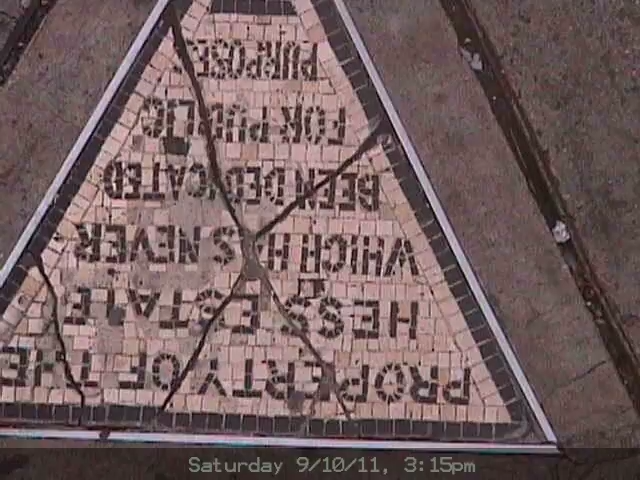 PROPERTY OF THE
HESS ESTATE
WHICH HAS NEVER
BEEN DEDICATED
FOR PUBLIC
PURPOSES
Saturday 9/10/11, 3:15pm